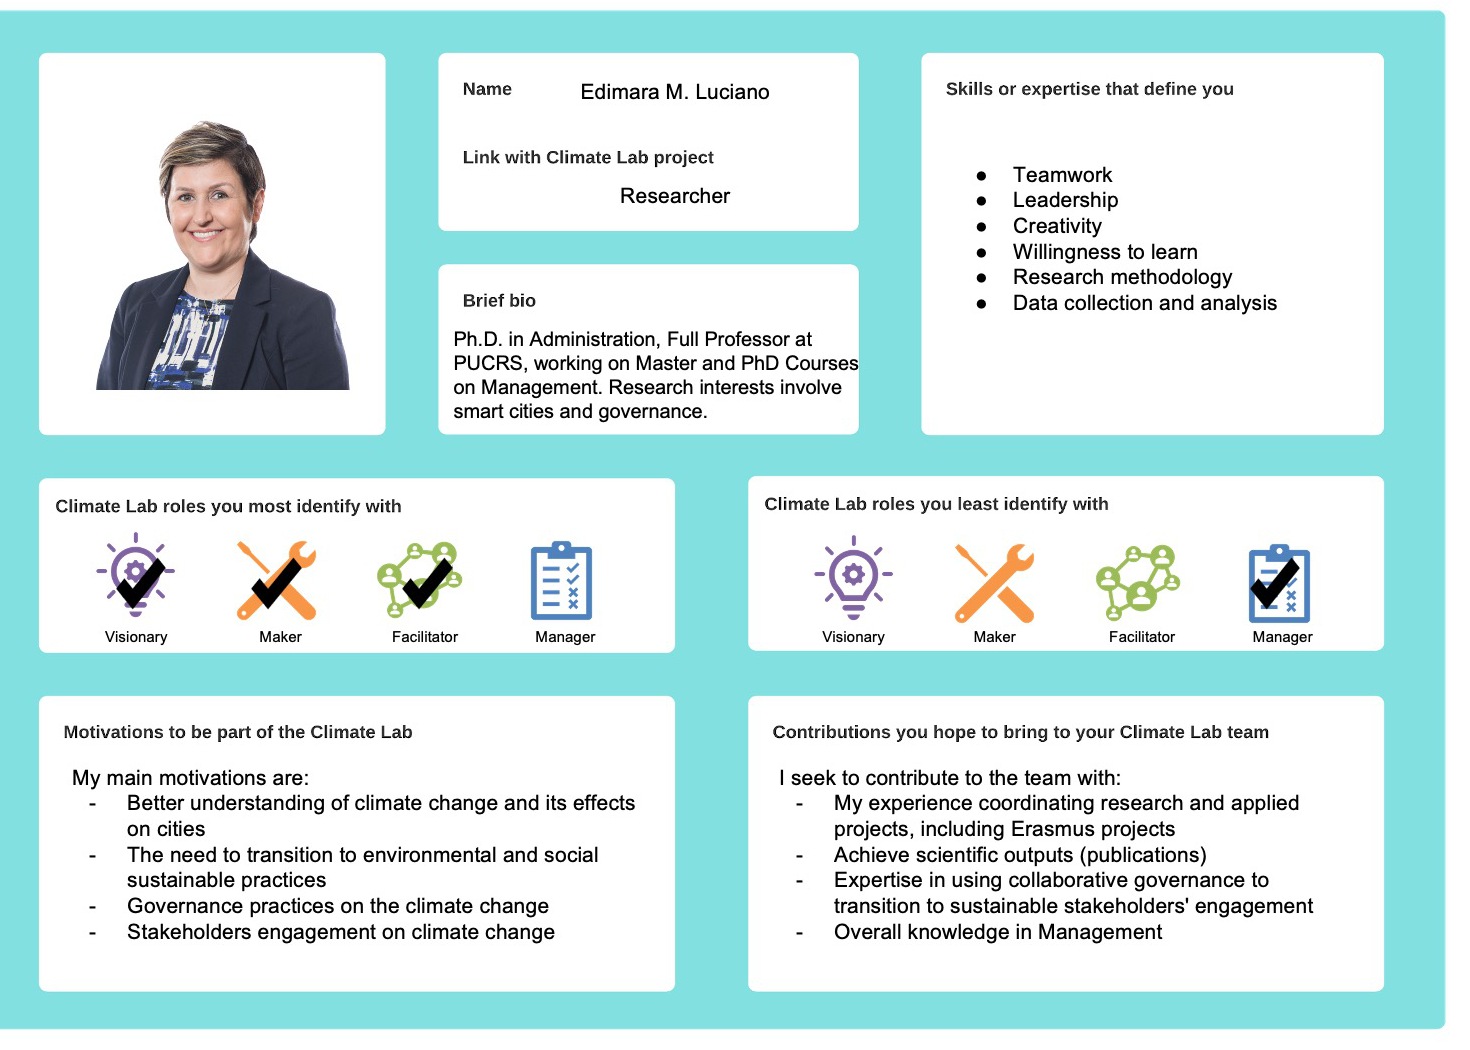 Name
Edimara M. Luciano
Link with Climate Lab project
Researcher
Brief bio
Ph.D. in Administration, Full Professor at
PUCRS, working on Master and PhD Courses
on Management. Research interests involve
smart cities and governance.
Skills or expertise that define you
● Teamwork
● Leadership
● Creativity
● Willingness to learn
● Research methodology
● Data collection and analysis
Climate Lab roles you most identify with
Visionary
Maker
Facilitator
Manager
Climate Lab roles you least identify with
Visionary
Maker
Facilitator
Manager
Motivations to be part of the Climate Lab
My main motivations are:
- Better understanding of climate change and its effects
on cities
- The need to transition to environmental and social
sustainable practices
- Governance practices on the climate change
- Stakeholders engagement on climate change
Contributions you hope to bring to your Climate Lab team
I seek to contribute to the team with:
- My experience coordinating research and applied
projects, including Erasmus projects
- Achieve scientific outputs (publications)
- Expertise in using collaborative governance to
transition to sustainable stakeholders' engagement
- Overall knowledge in Management